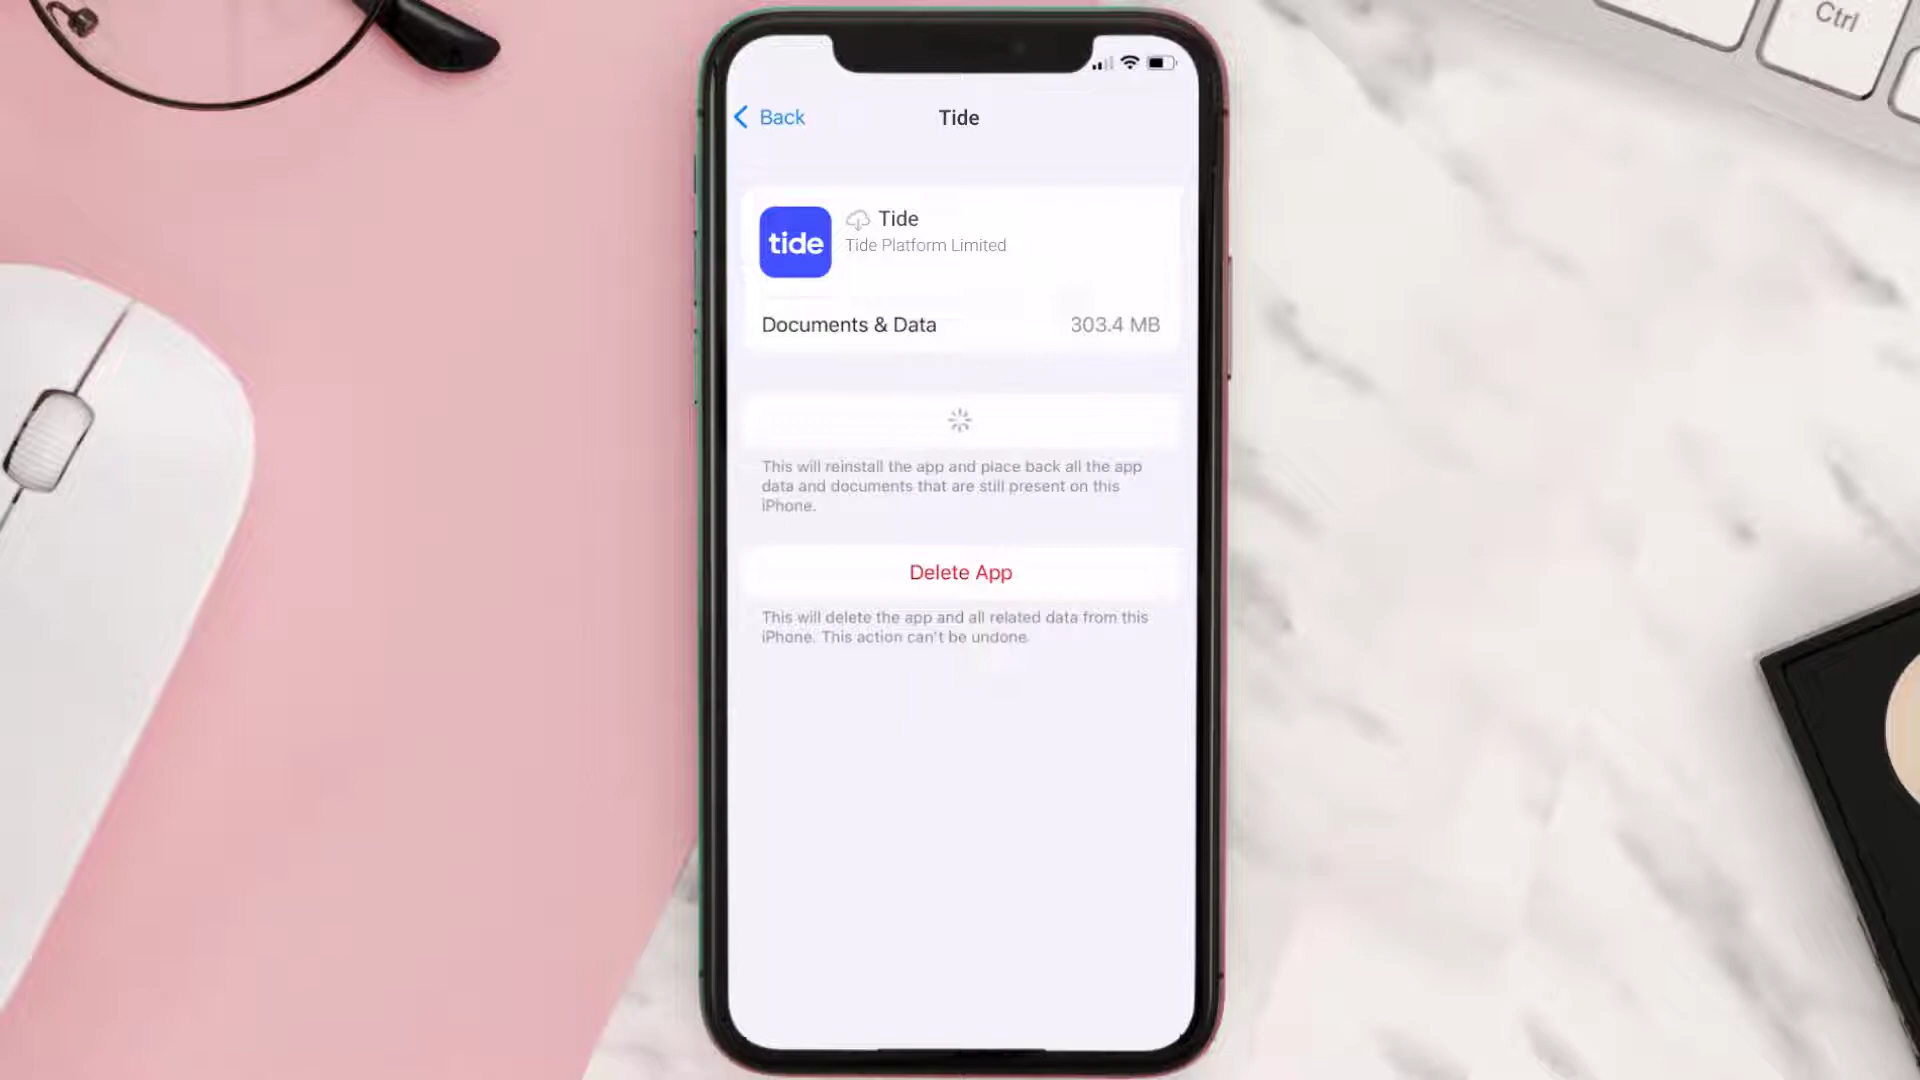 Ctrl
Back
Tide
tide
Tide
Tide Platform Limited
Documents & Data
303.4 MB
This will reinstall the app and place back all the app
data and documents that are still present on this
iPhone.
Delete App
This will delete the app and all related data from this
iPhone. This action can't be undone.